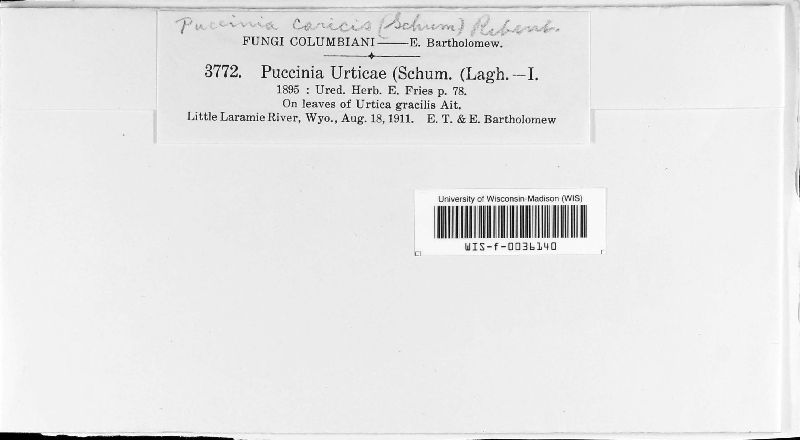 Puccinia caricis (Schum) Rebent.
FUNGI COLUMBIANI—E. Bartholomew.
3772. Puccinia Urticae (Schum. (Lagh.—I.
1895 : Ured. Herb. E. Fries p. 78.
On leaves of Urtica gracilis Ait.
Little Laramie River, Wyo., Aug. 18, 1911. E. T. & E. Bartholomew
University of Wisconsin-Madison (WIS)
WIS-f-0036140